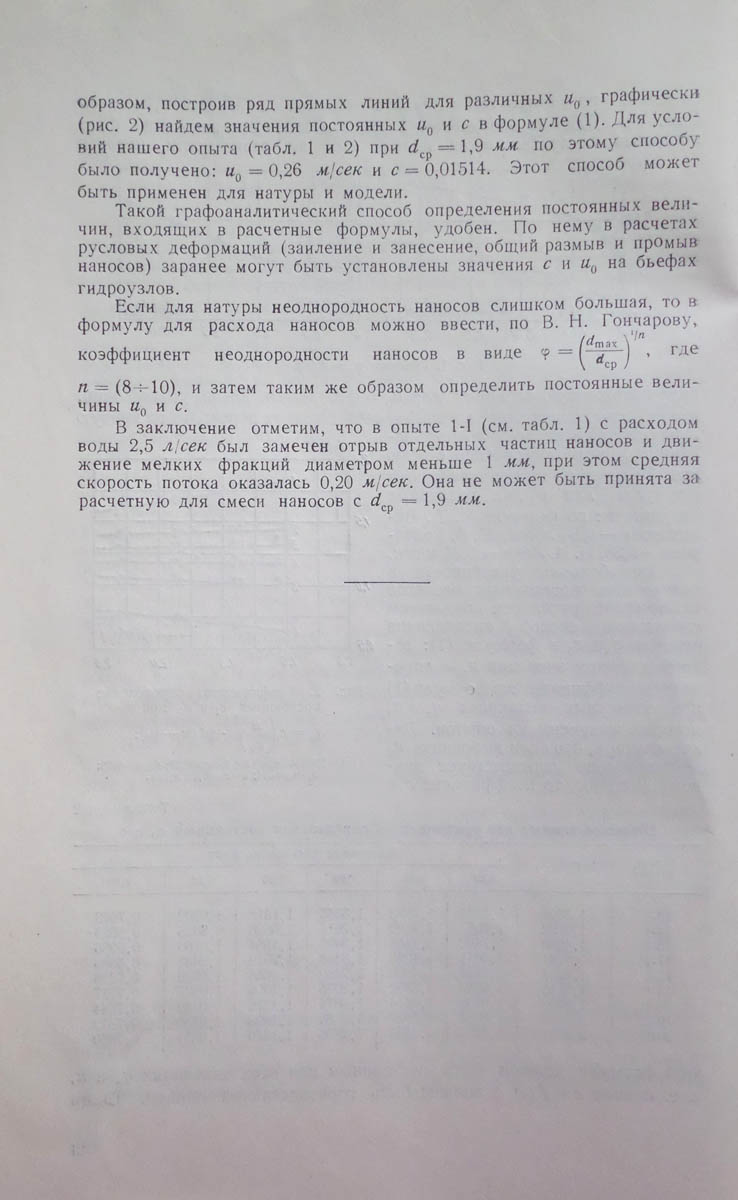 образом, построив ряд прямых линий для различных u₀, графически
(рис. 2) найдем значения постоянных u₀ и c в формуле (1). Для усло-
вий нашего опыта (табл. 1 и 2) при d_ср = 1,9 мм по этому способу
было получено: u₀ = 0,26 м/сек и c = 0,01514. Этот способ может
быть применен для натуры и модели.
Такой графоаналитический способ определения постоянных вели-
чин, входящих в расчетные формулы, удобен. По нему в расчетах
русловых деформаций (заиление и занесение, общий размыв и промыв
наносов) заранее могут быть установлены значения c и u₀ на бьефах
гидроузлов.
Если для натуры неоднородность наносов слишком большая, то в
формулу для расхода наносов можно ввести, по В. Н. Гончарову,
коэффициент неоднородности наносов в виде φ = (d_max / d_ср)^(1/n), где
n = (8÷10), и затем таким же образом определить постоянные вели-
чины u₀ и c.
В заключение отметим, что в опыте 1-I (см. табл. 1) с расходом
воды 2,5 л/сек был замечен отрыв отдельных частиц наносов и дви-
жение мелких фракций диаметром меньше 1 мм, при этом средняя
скорость потока оказалась 0,20 м/сек. Она не может быть принята за
расчетную для смеси наносов с d_ср = 1,9 мм.